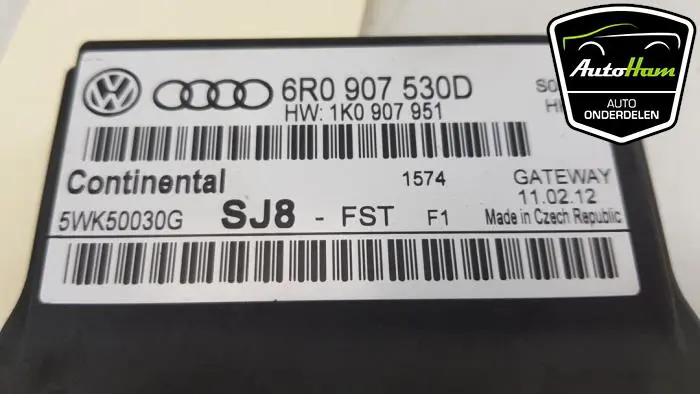 6R0 907 530D
HW: 1K0 907 951
Continental 1574 GATEWAY
11.02.12
5WK50030G SJ8 - FST F1 Made in Czech Republic
AutoHam
AUTO
ONDERDELEN